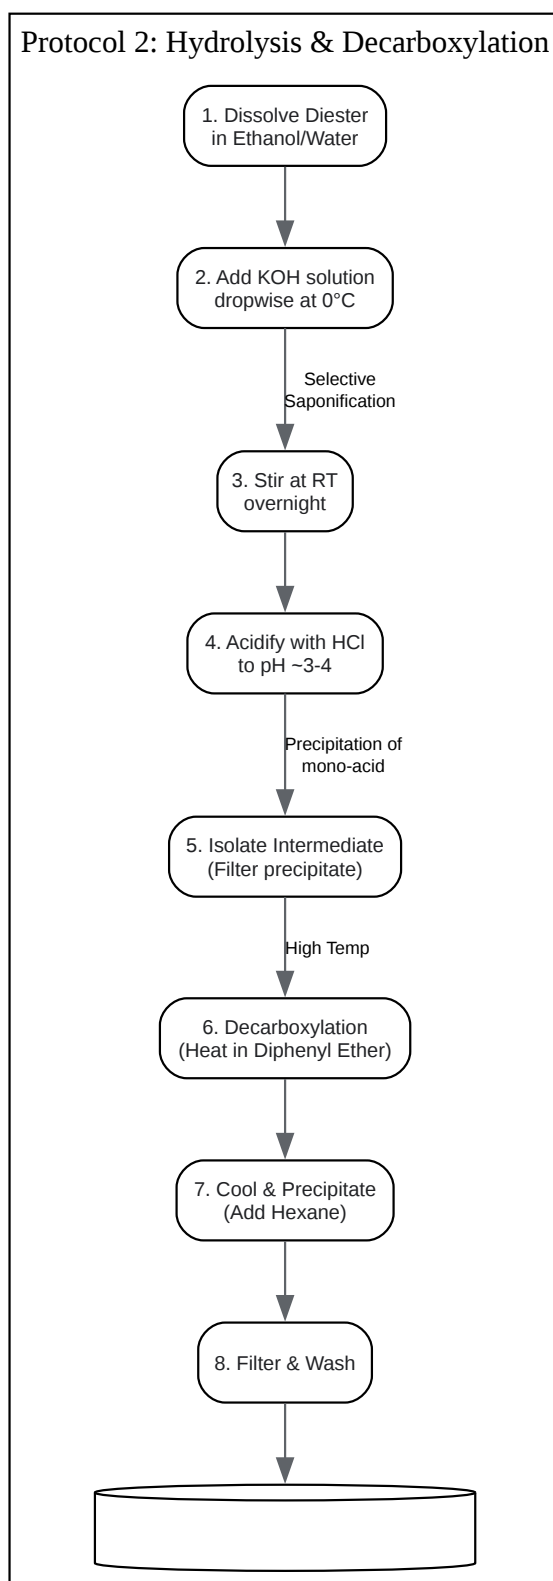 Protocol 2: Hydrolysis & Decarboxylation
1. Dissolve Diester
in Ethanol/Water
2. Add KOH solution
dropwise at 0°C
Selective
Saponification
3. Stir at RT
overnight
4. Acidify with HCl
to pH ~3-4
Precipitation of
mono-acid
5. Isolate Intermediate
(Filter precipitate)
High Temp
6. Decarboxylation
(Heat in Diphenyl Ether)
7. Cool & Precipitate
(Add Hexane)
8. Filter & Wash